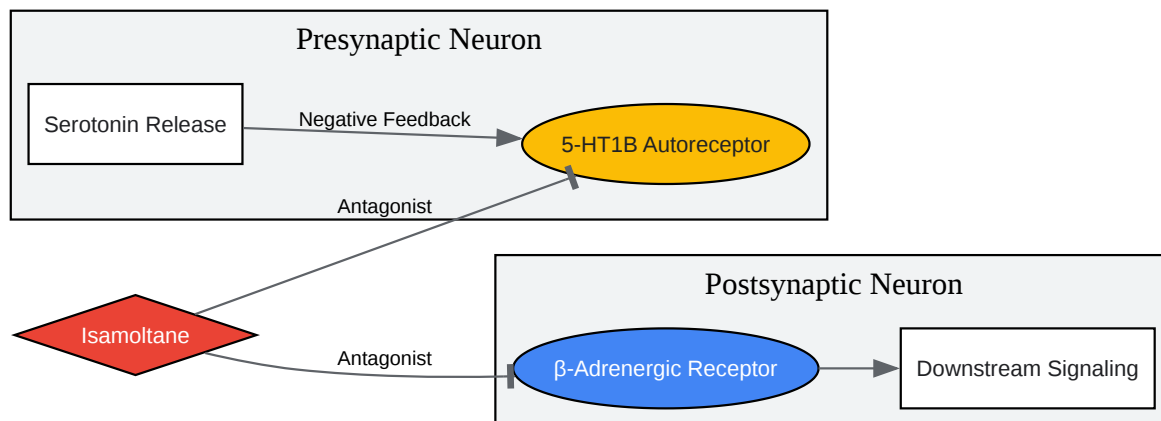 Presynaptic Neuron
Serotonin Release
Negative Feedback
5-HT1B Autoreceptor
Antagonist
Postsynaptic Neuron
Isamoltane
Antagonist
β-Adrenergic Receptor
Downstream Signaling